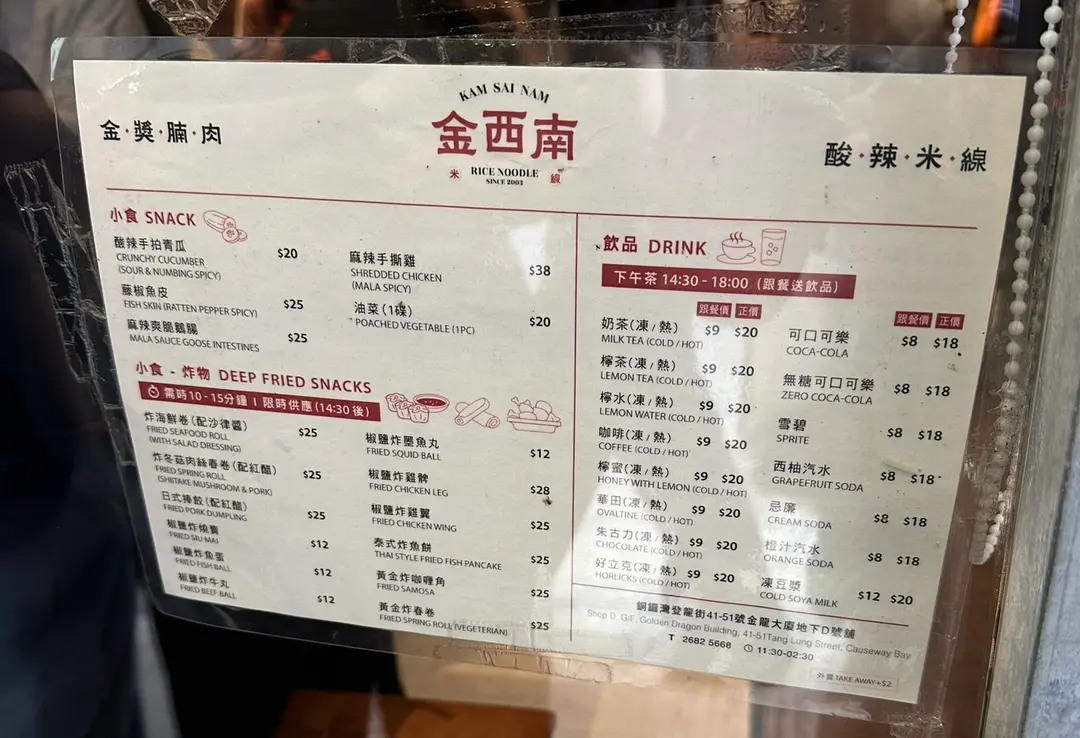 KAM SAI NAM
金·獎·腩·肉
金西南
酸·辣·米·線
米 RICE NOODLE 線
SINCE 2003
小食 SNACK
酸辣手拍青瓜
CRUNCHY CUCUMBER $20
(SOUR & NUMBING SPICY)
藤椒魚皮
FISH SKIN (RATTEN PEPPER SPICY) $25
麻辣爽脆鵝腸
MALA SAUCE GOOSE INTESTINES $25
麻辣手撕雞
SHREDDED CHICKEN $38
(MALA SPICY)
油菜(1碟)
POACHED VEGETABLE (1PC) $20
小食 - 炸物 DEEP FRIED SNACKS
需時10 - 15分鐘 | 限時供應 (14:30 後)
炸海鮮卷(配沙律醬)
FRIED SEAFOOD ROLL $25
(WITH SALAD DRESSING)
炸冬菇肉絲春卷(配紅醋)
FRIED SPRING ROLL $25
(SHIITAKE MUSHROOM & PORK)
日式捧餃(配紅醋)
FRIED PORK DUMPLING $25
椒鹽炸燒賣
FRIED SIU MAI $12
椒鹽炸魚蛋
FRIED FISH BALL $12
椒鹽炸牛丸
FRIED BEEF BALL $12
椒鹽炸墨魚丸
FRIED SQUID BALL $12
椒鹽炸雞髀
FRIED CHICKEN LEG $28
椒鹽炸雞翼
FRIED CHICKEN WING $25
泰式炸魚餅
THAI STYLE FRIED FISH PANCAKE $25
黃金炸咖喱角
FRIED SAMOSA $25
黃金炸春卷
FRIED SPRING ROLL (VEGETERIAN) $25
飲品 DRINK
下午茶 14:30 - 18:00 (跟餐送飲品)
跟餐價 正價
奶茶(凍/熱) $9 $20
MILK TEA (COLD / HOT)
檸茶(凍/熱) $9 $20
LEMON TEA (COLD / HOT)
檸水(凍/熱) $9 $20
LEMON WATER (COLD / HOT)
咖啡(凍/熱) $9 $20
COFFEE (COLD / HOT)
檸蜜(凍/熱) $9 $20
HONEY WITH LEMON (COLD / HOT)
華田(凍/熱) $9 $20
OVALTINE (COLD / HOT)
朱古力(凍/熱) $9 $20
CHOCOLATE (COLD / HOT)
好立克(凍/熱) $9 $20
HORLICKS (COLD / HOT)
跟餐價 正價
可口可樂 $8 $18
COCA-COLA
無糖可口可樂 $8 $18
ZERO COCA-COLA
雪碧 $8 $18
SPRITE
西柚汽水 $8 $18
GRAPEFRUIT SODA
忌廉 $8 $18
CREAM SODA
橙汁汽水 $8 $18
ORANGE SODA
凍豆漿 $12 $20
COLD SOYA MILK
銅鑼灣登龍街41-51號金龍大廈地下D號舖
Shop D, G/F, Golden Dragon Building, 41-51Tang Lung Street, Causeway Bay
T 2682 5668 11:30-02:30
外賣 TAKE AWAY+$2